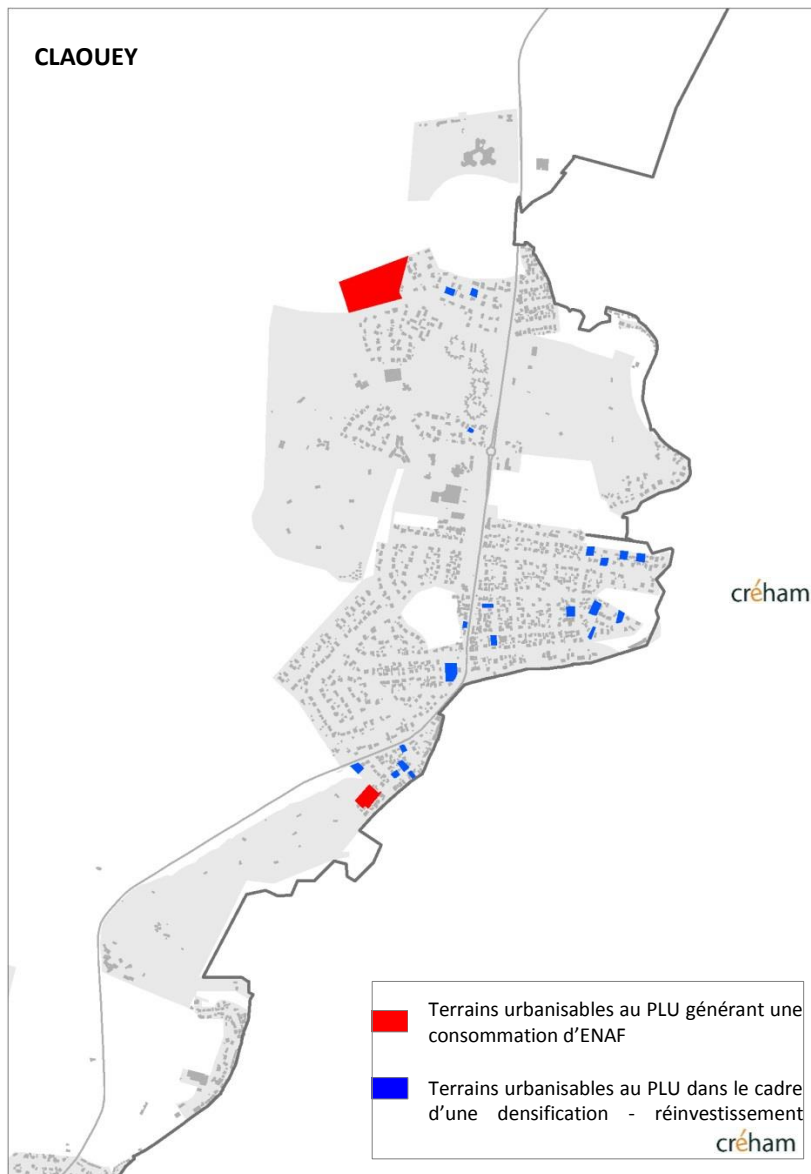 CLAOUEY
créham
Terrains urbanisables au PLU générant une
consommation d’ENAF
Terrains urbanisables au PLU dans le cadre
d’une densification - réinvestissement
créham